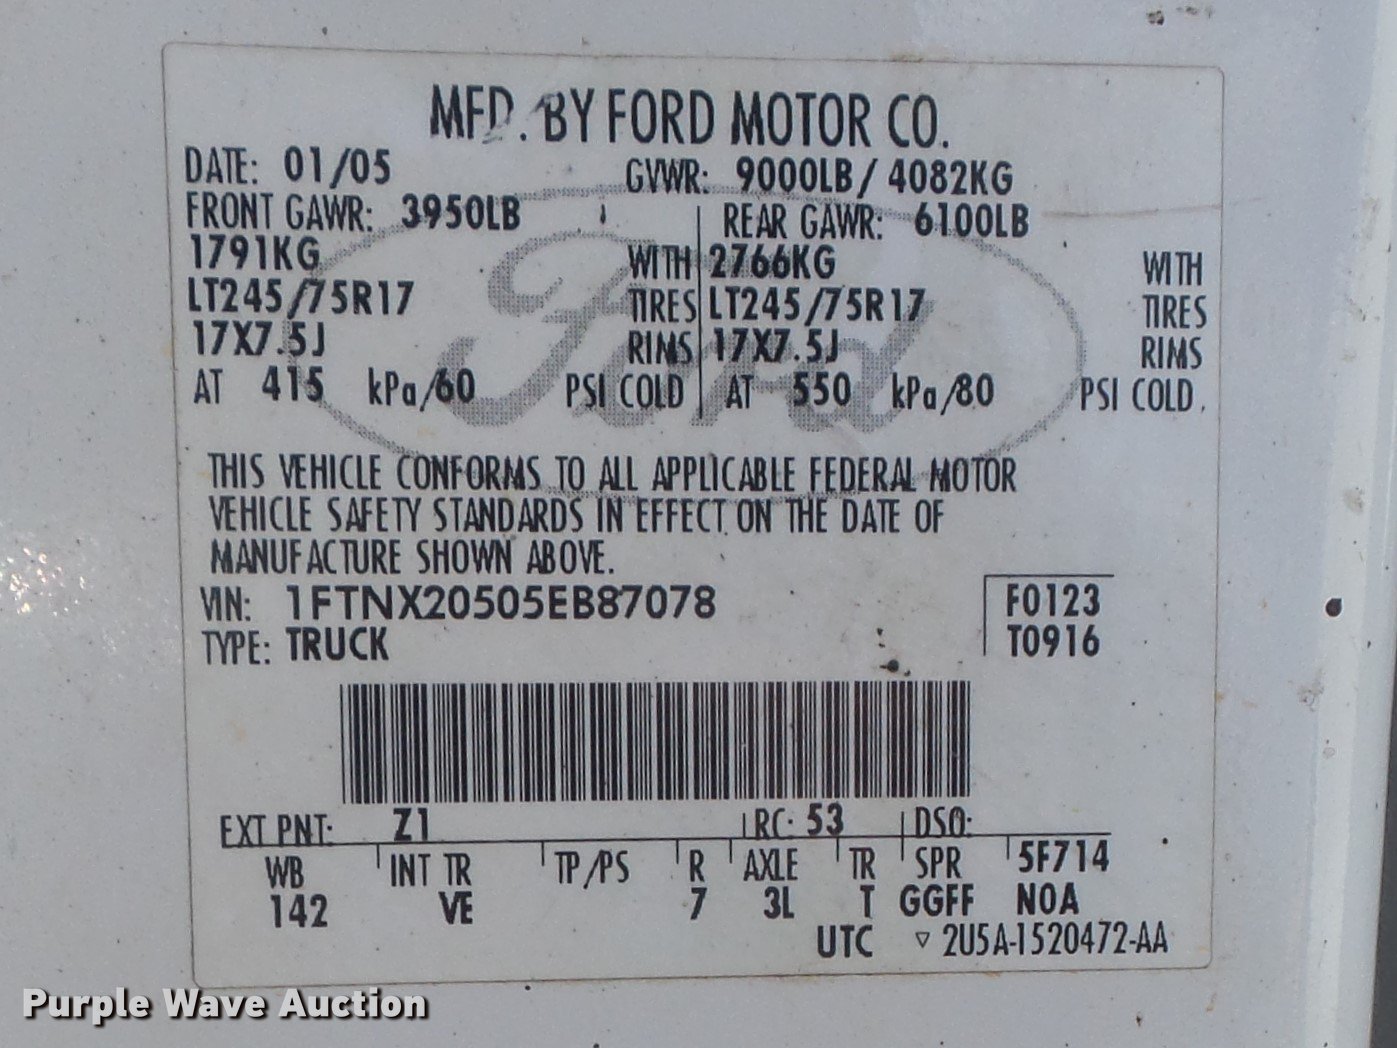 MFD. BY FORD MOTOR CO.
DATE: 01/05 GVWR: 9000LB/ 4082KG
FRONT GAWR: 3950LB REAR GAWR: 6100LB
1791KG WITH 2766KG WITH
LT245/75R17 TIRES LT245/75R17 TIRES
17X7.5J RIMS 17X7.5J RIMS
AT 415 kPa/60 PSI COLD AT 550 kPa/80 PSI COLD.
Ford
THIS VEHICLE CONFORMS TO ALL APPLICABLE FEDERAL MOTOR
VEHICLE SAFETY STANDARDS IN EFFECT ON THE DATE OF
MANUFACTURE SHOWN ABOVE.
VIN: 1FTNX20505EB87078 F0123
TYPE: TRUCK T0916
EXT PNT: Z1 RC: 53 DSO:
WB INT TR TP/PS R AXLE TR SPR 5F714
142 VE 7 3L T GGFF NOA
UTC ▽ 2U5A-1520472-AA
Purple Wave Auction